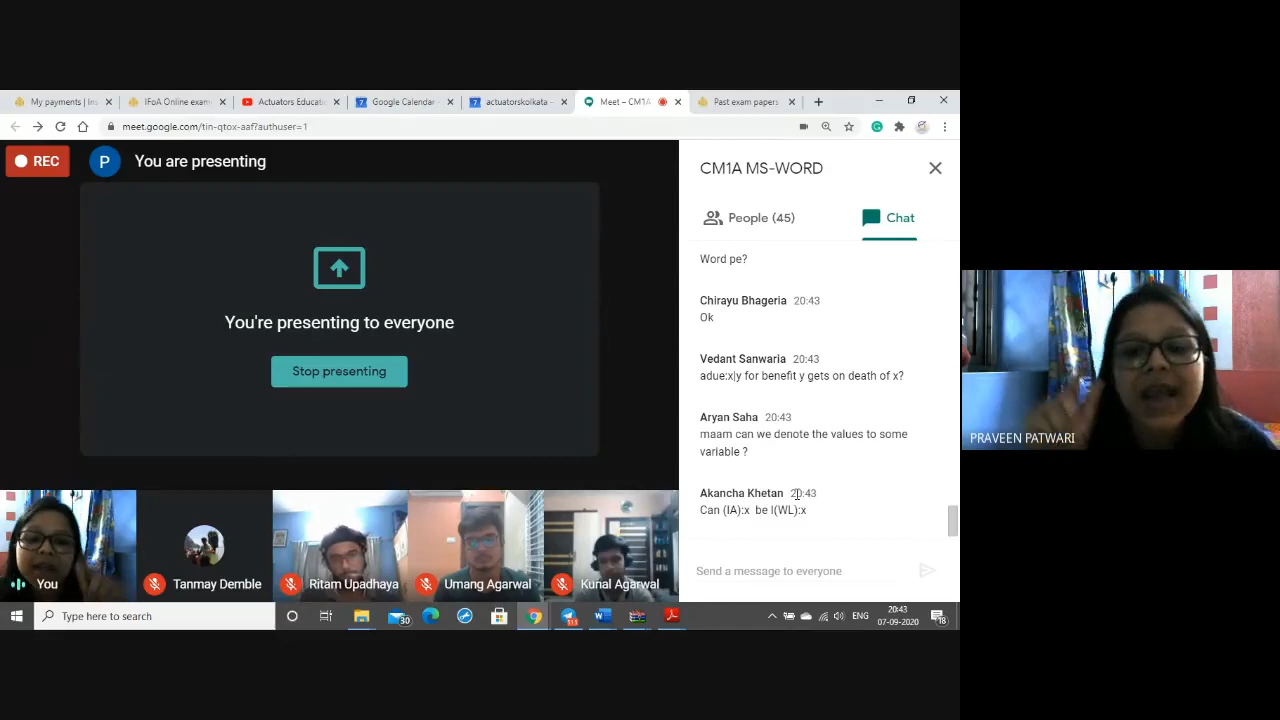 My payments | Ins
IFoA Online exam
Actuators Educati
Google Calendar -
actuatorskolkata -
Meet – CM1A
Past exam papers
meet.google.com/tin-qtox-aaf?authuser=1
REC
P
You are presenting
CM1A MS-WORD
People (45)
Chat
Word pe?
Chirayu Bhageria 20:43
Ok
Vedant Sanwaria 20:43
adue:x|y for benefit y gets on death of x?
Aryan Saha 20:43
maam can we denote the values to some
variable ?
Akancha Khetan 20:43
Can (IA):x be I(WL):x
Send a message to everyone
You're presenting to everyone
Stop presenting
PRAVEEN PATWARI
You
Tanmay Demble
Ritam Upadhaya
Umang Agarwal
Kunal Agarwal
Type here to search
30
ENG
20:43
07-09-2020
18